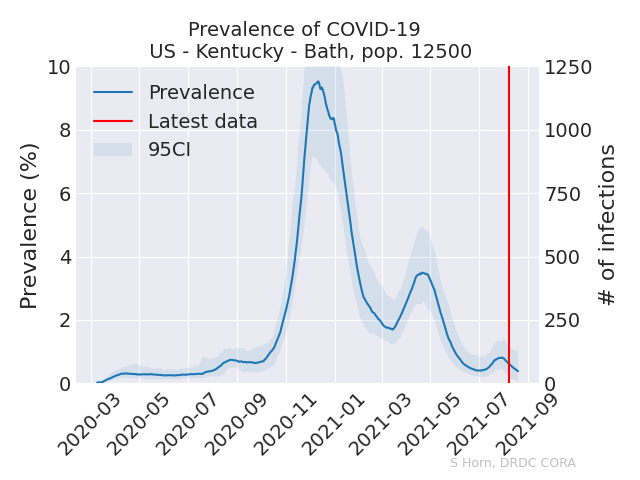 Prevalence of COVID-19
US - Kentucky - Bath, pop. 12500
Prevalence
Latest data
95CI
Prevalence (%)
10
8
6
4
2
0
1250
1000
750
500
250
0
# of infections
2020-03
2020-05
2020-07
2020-09
2020-11
2021-01
2021-03
2021-05
2021-07
2021-09
S Horn, DRDC CORA